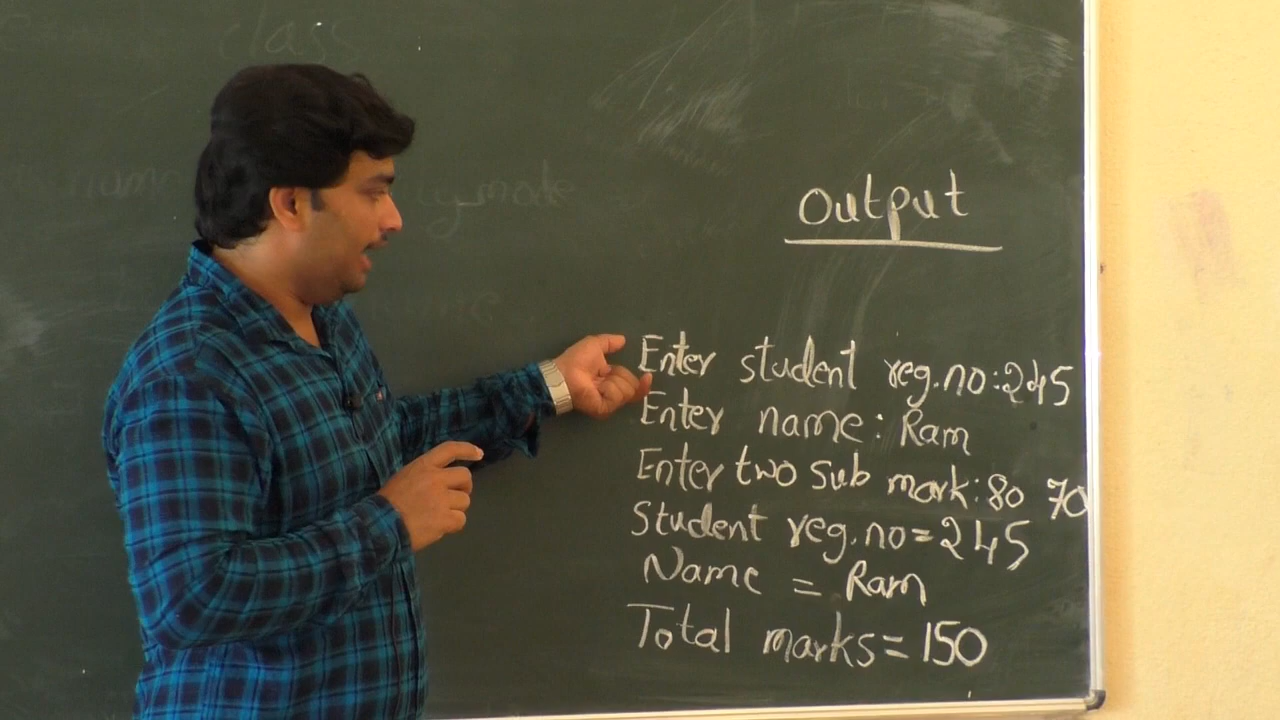 class
Output
Enter student reg.no:245
Enter name: Ram
Enter two sub mark:80 70
Student reg.no=245
Name = Ram
Total marks=150